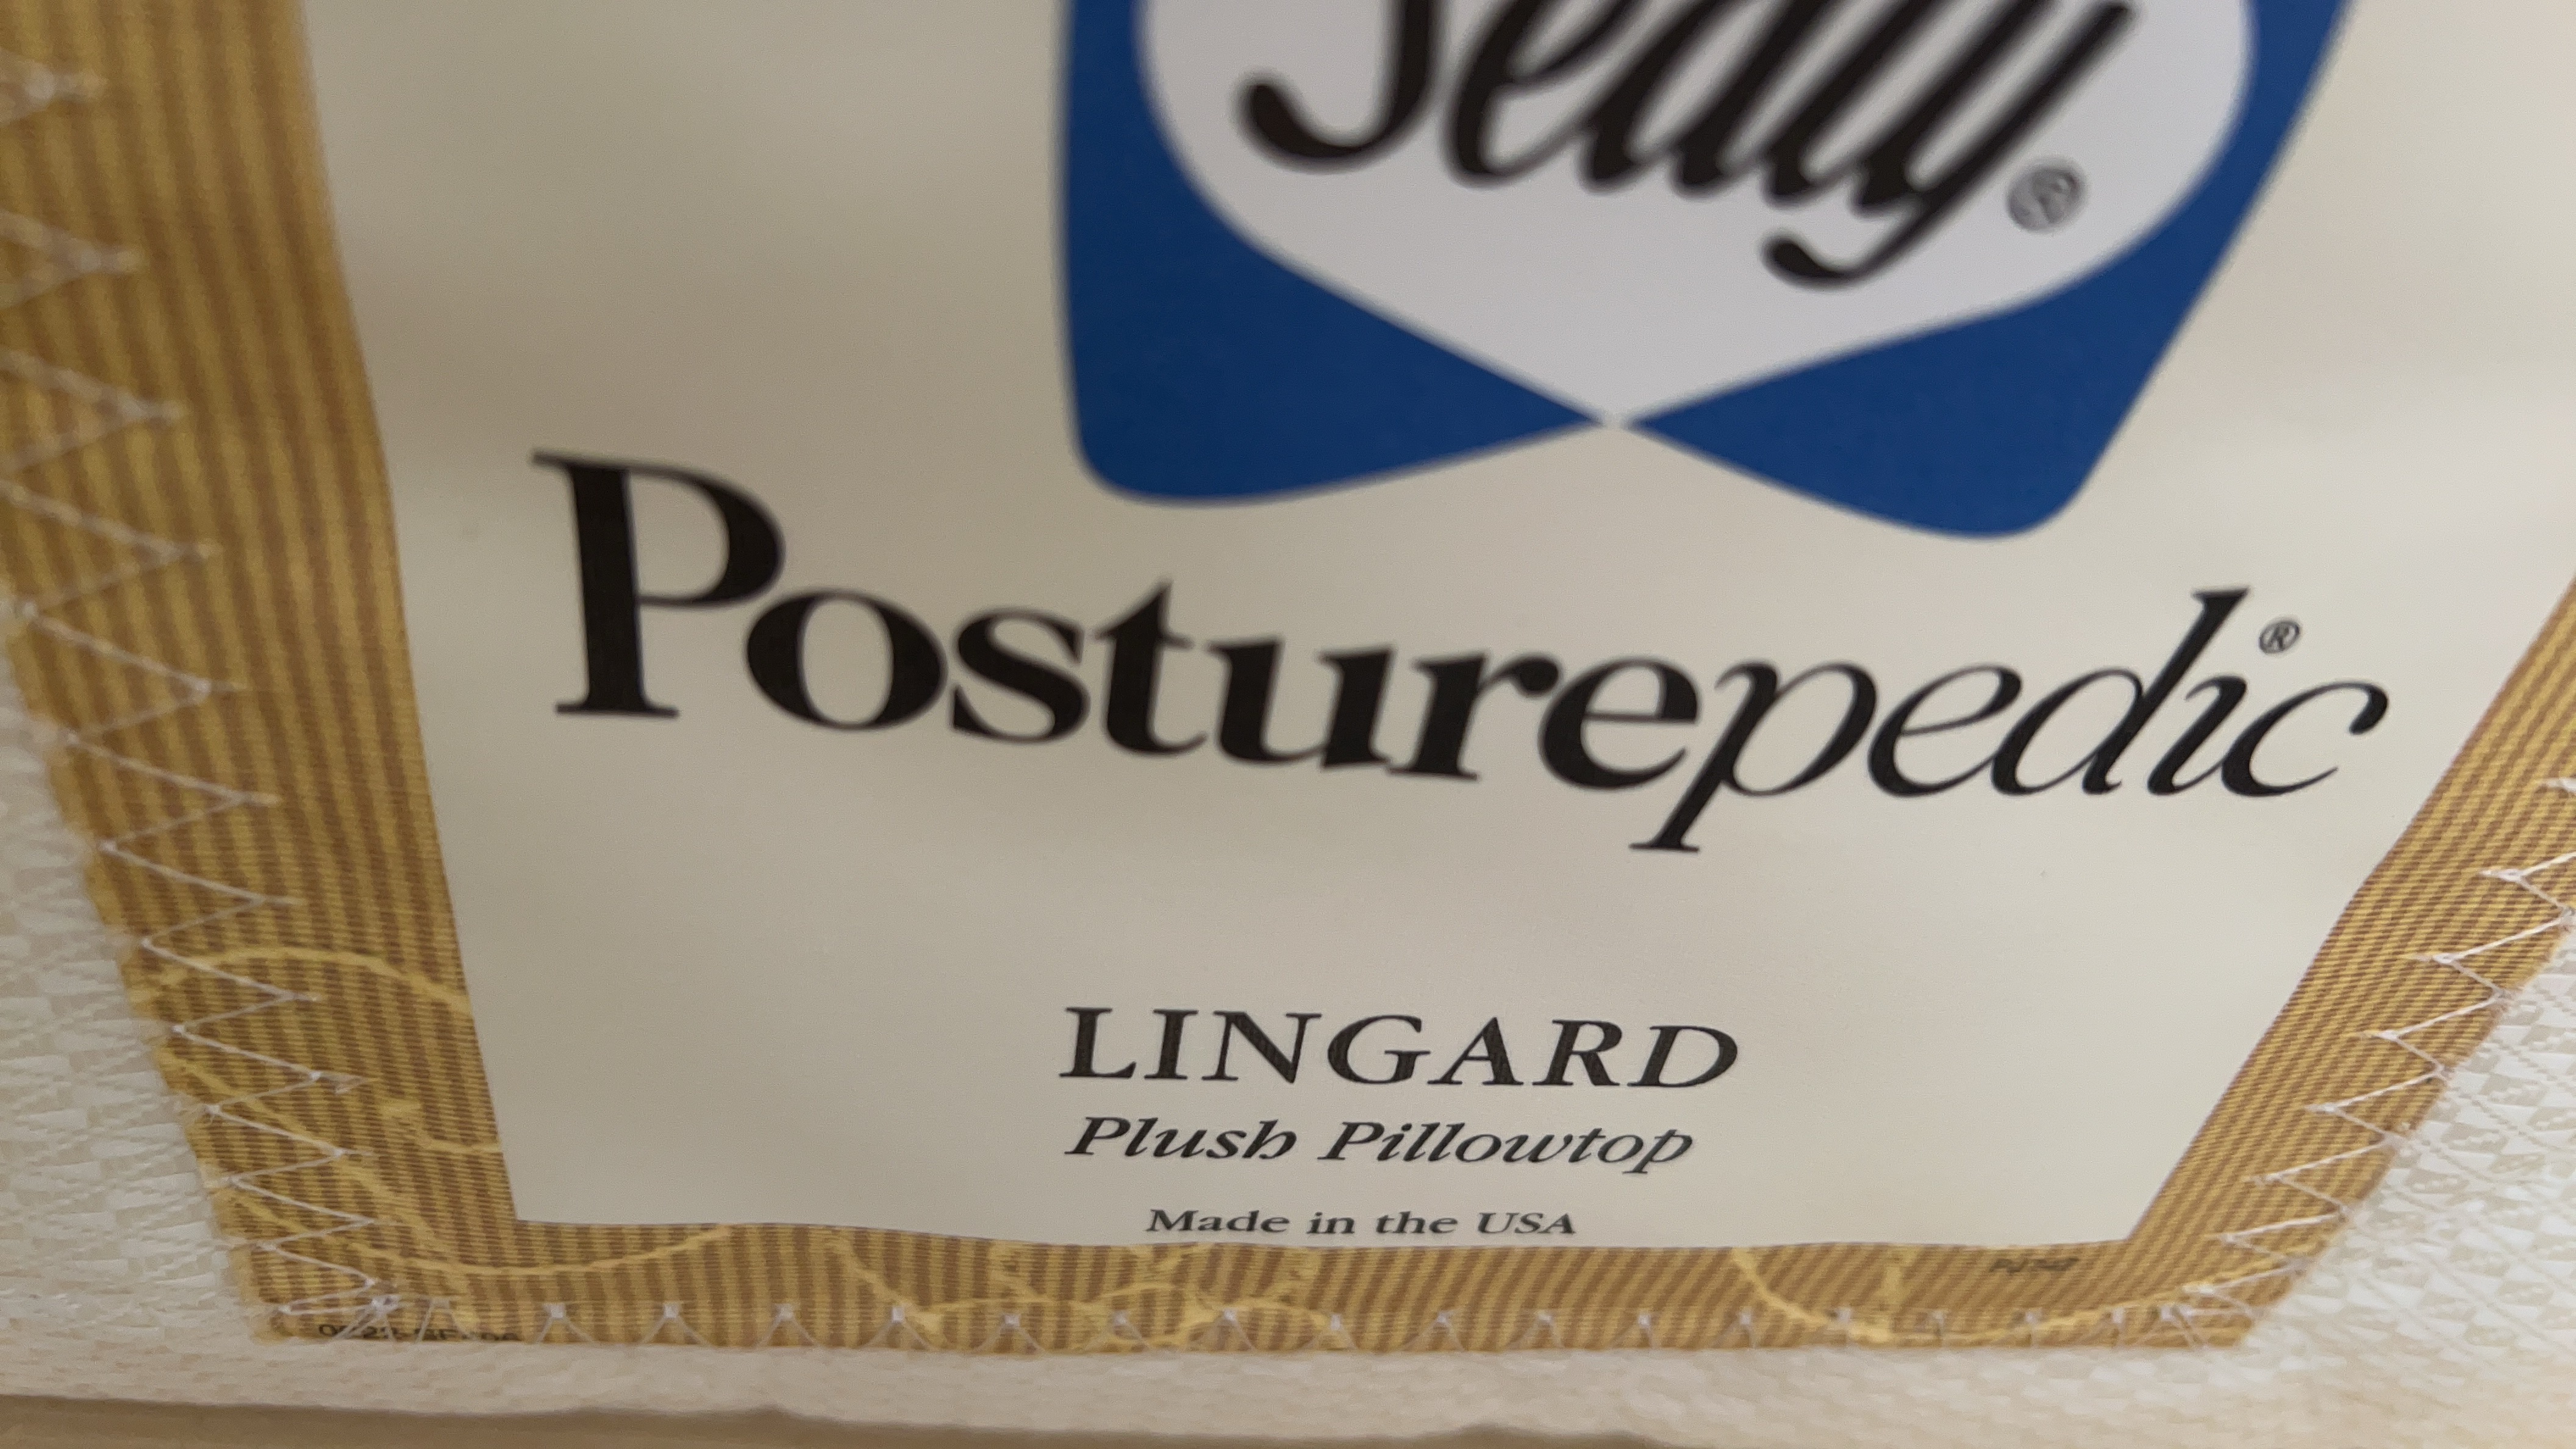 Sealy®
Posturepedic®
LINGARD
Plush Pillowtop
Made in the USA